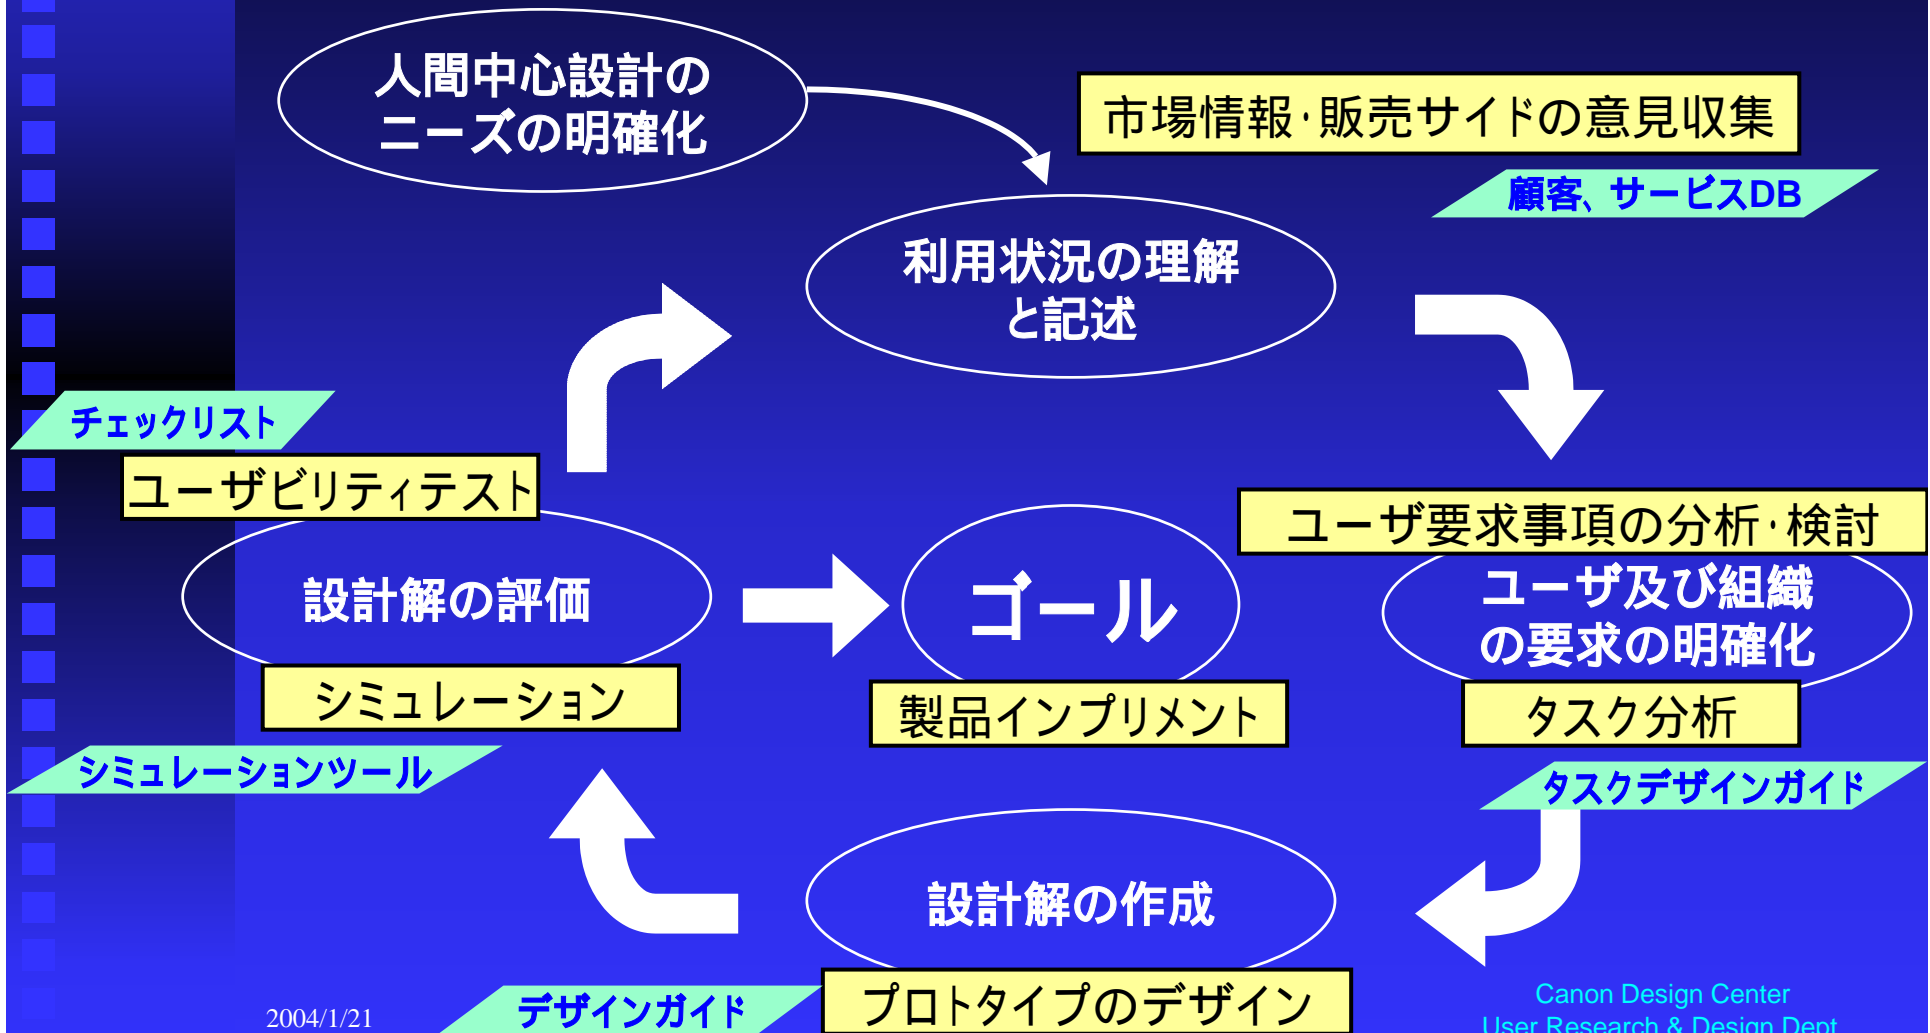 人間中心設計の
ニーズの明確化
市場情報・販売サイドの意見収集
顧客、サービスDB
利用状況の理解
と記述
チェックリスト
ユーザビリティテスト
設計解の評価
シミュレーション
シミュレーションツール
ゴール
製品インプリメント
ユーザ要求事項の分析・検討
ユーザ及び組織
の要求の明確化
タスク分析
タスクデザインガイド
設計解の作成
プロトタイプのデザイン
デザインガイド
2004/1/21
Canon Design Center
User Research & Design Dept